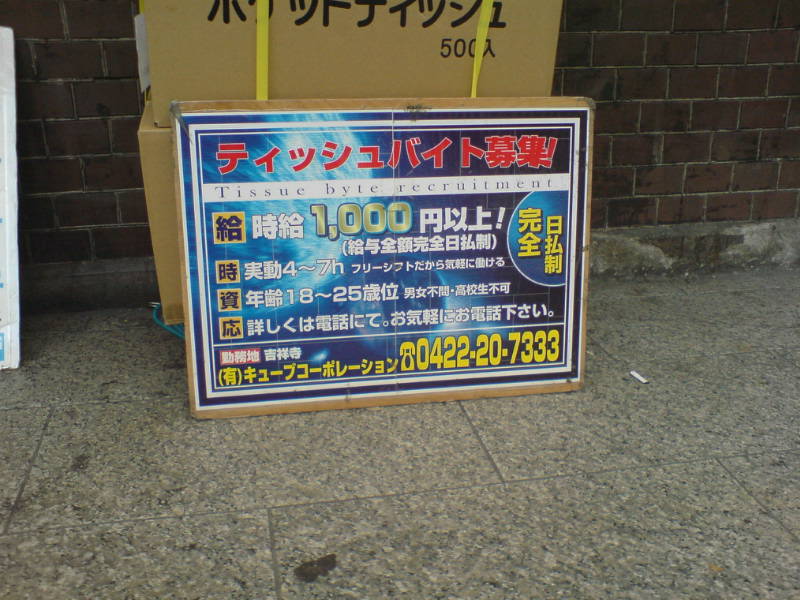 ポケットティッシュ
500入
ティッシュバイト募集!
Tissue byte recruitment
給 時給1,000円以上!
(給与全額完全日払制)
完全日払制
時 実動4～7h フリーシフトだから気軽に働ける
資 年齢18～25歳位 男女不問・高校生不可
応 詳しくは電話にて。お気軽にお電話下さい。
勤務地 吉祥寺
(有)キューブコーポレーション☎0422-20-7333